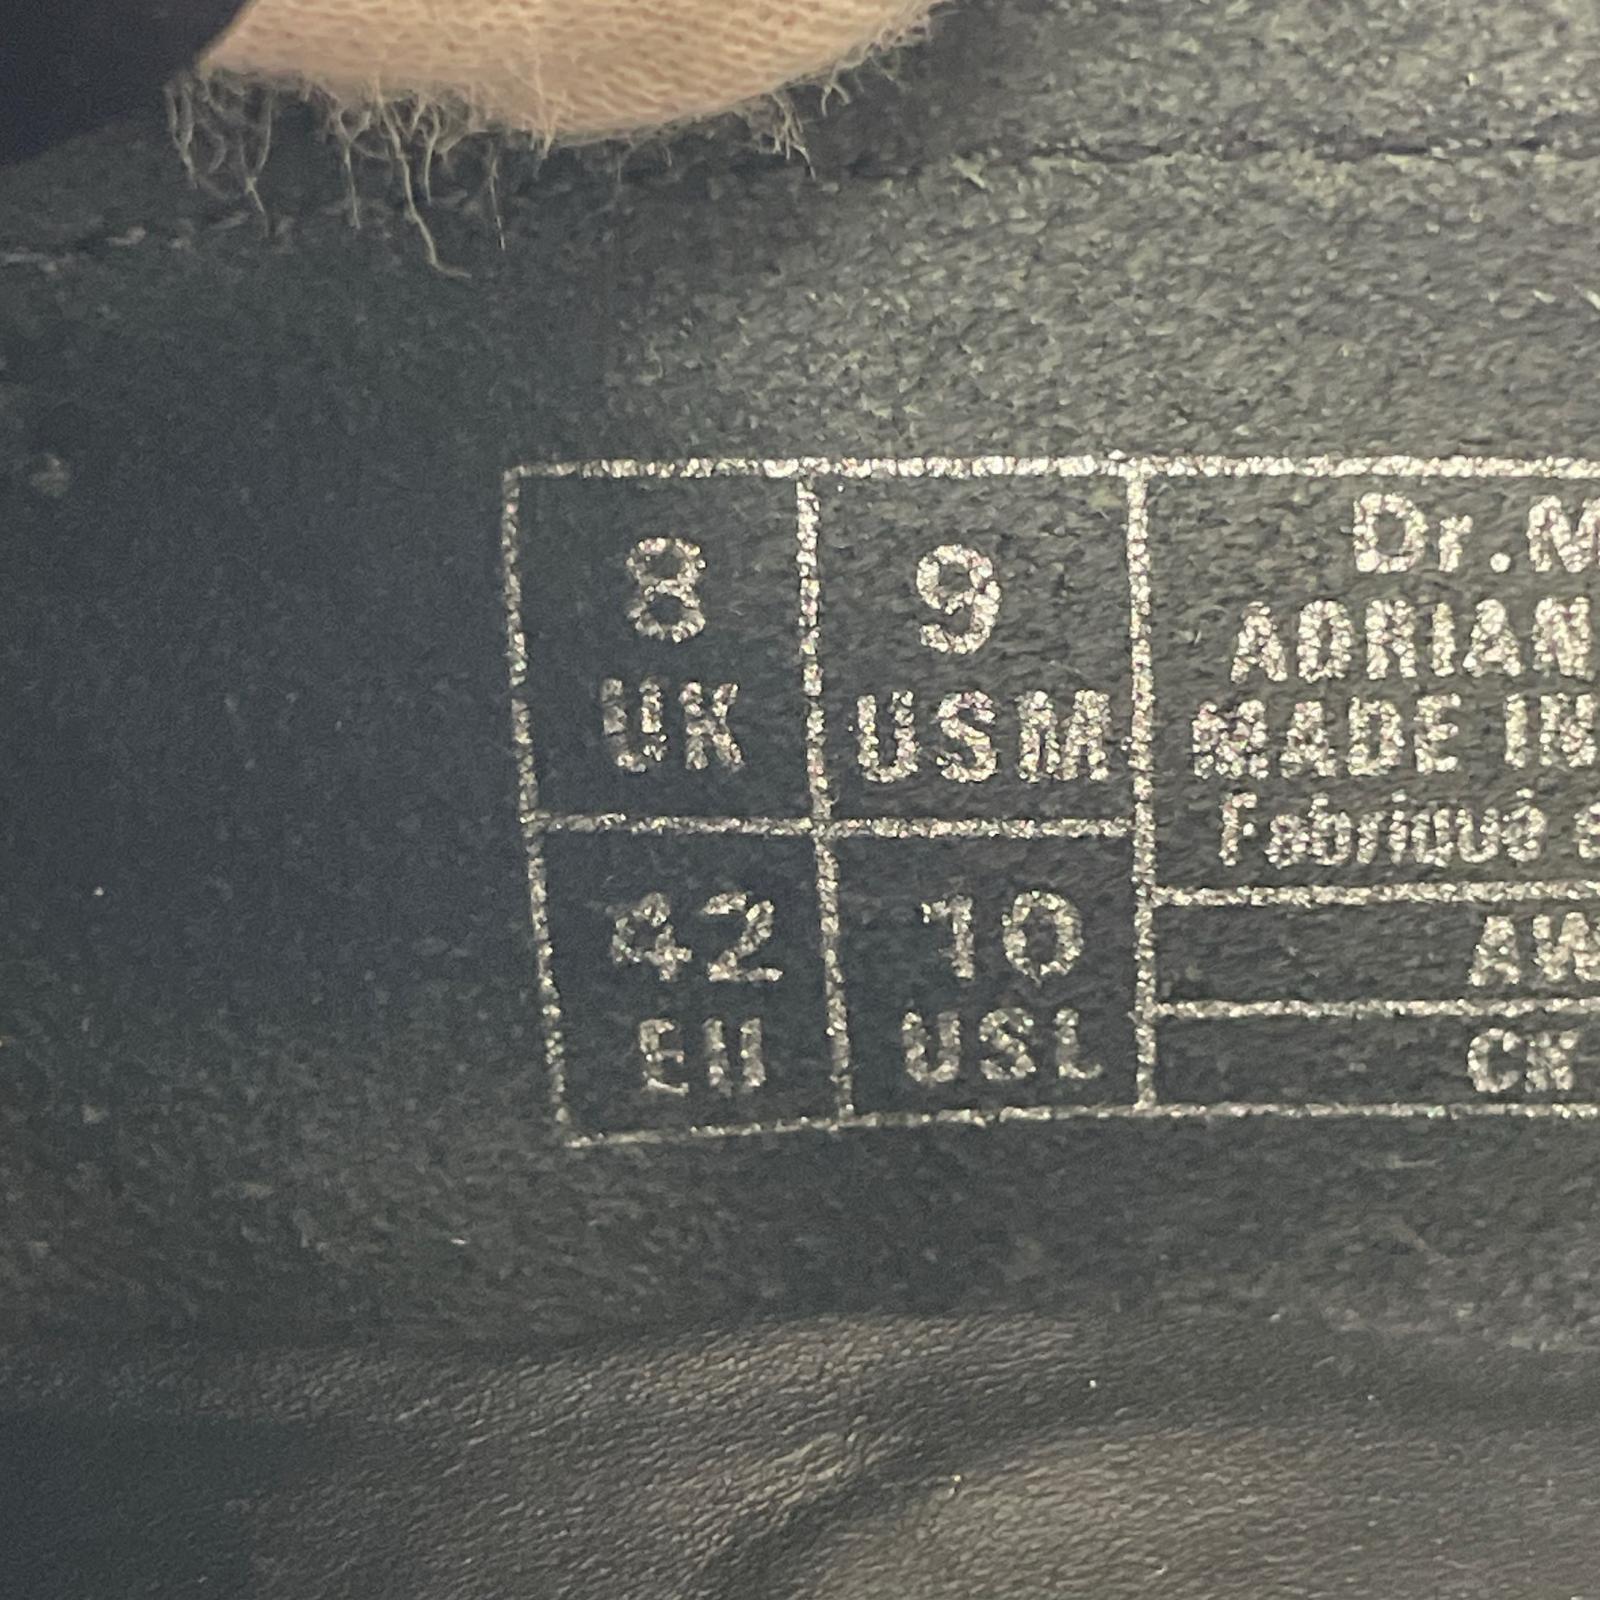 8
UK
9
USM
42
EU
10
USL
Dr.M
ADRIAN
MADE IN
Fabriqué e
AW
CK